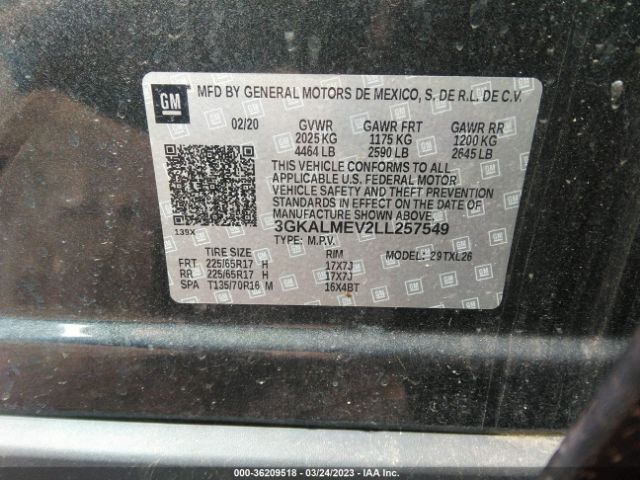 GM MFD BY GENERAL MOTORS DE MEXICO, S. DE R.L. DE C.V.
02/20 GVWR GAWR FRT GAWR RR
2025 KG 1175 KG 1200 KG
4464 LB 2590 LB 2645 LB
THIS VEHICLE CONFORMS TO ALL
APPLICABLE U.S. FEDERAL MOTOR
VEHICLE SAFETY AND THEFT PREVENTION
STANDARDS IN EFFECT ON THE DATE OF
MANUFACTURE SHOWN ABOVE.
139X 3GKALMEV2LL257549
TYPE: M.P.V. MODEL: 29TXL26
TIRE SIZE RIM
FRT 225/65R17 H 17X7J
RR 225/65R17 H 17X7J
SPA T135/70R16 M 16X4BT
000-36209518 - 03/24/2023 - IAA Inc.